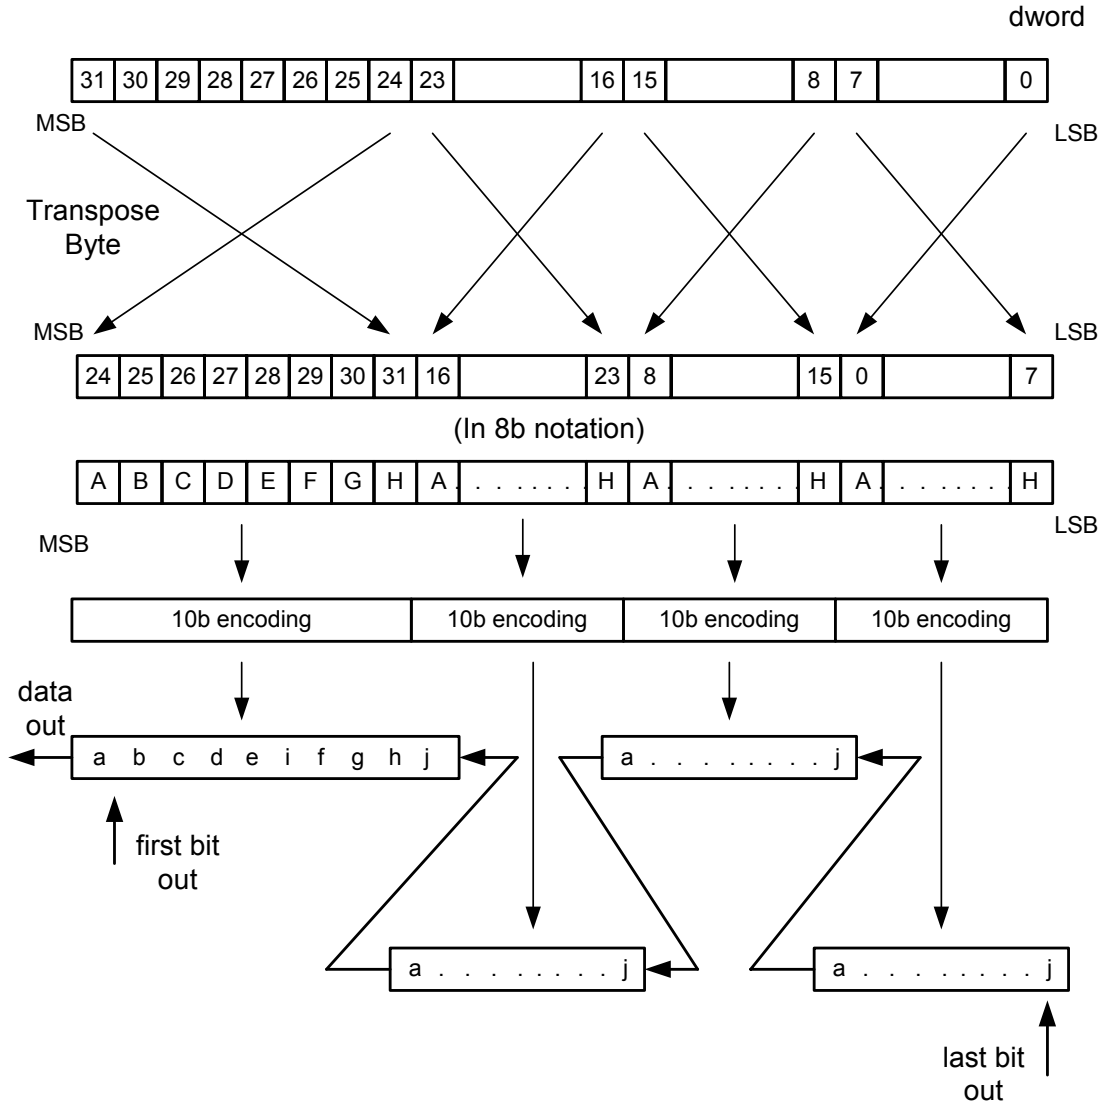 dword
31 30 29 28 27 26 25 24 23 16 15 8 7 0
MSB LSB
Transpose
Byte
MSB LSB
24 25 26 27 28 29 30 31 16 23 8 15 0 7
(In 8b notation)
A B C D E F G H A . . . . . . . H A . . . . . . . H A . . . . . . . H
MSB LSB
10b encoding 10b encoding 10b encoding 10b encoding
data
out
a b c d e i f g h j a . . . . . . . . j
first bit
out
a . . . . . . . . j a . . . . . . . . j
last bit
out